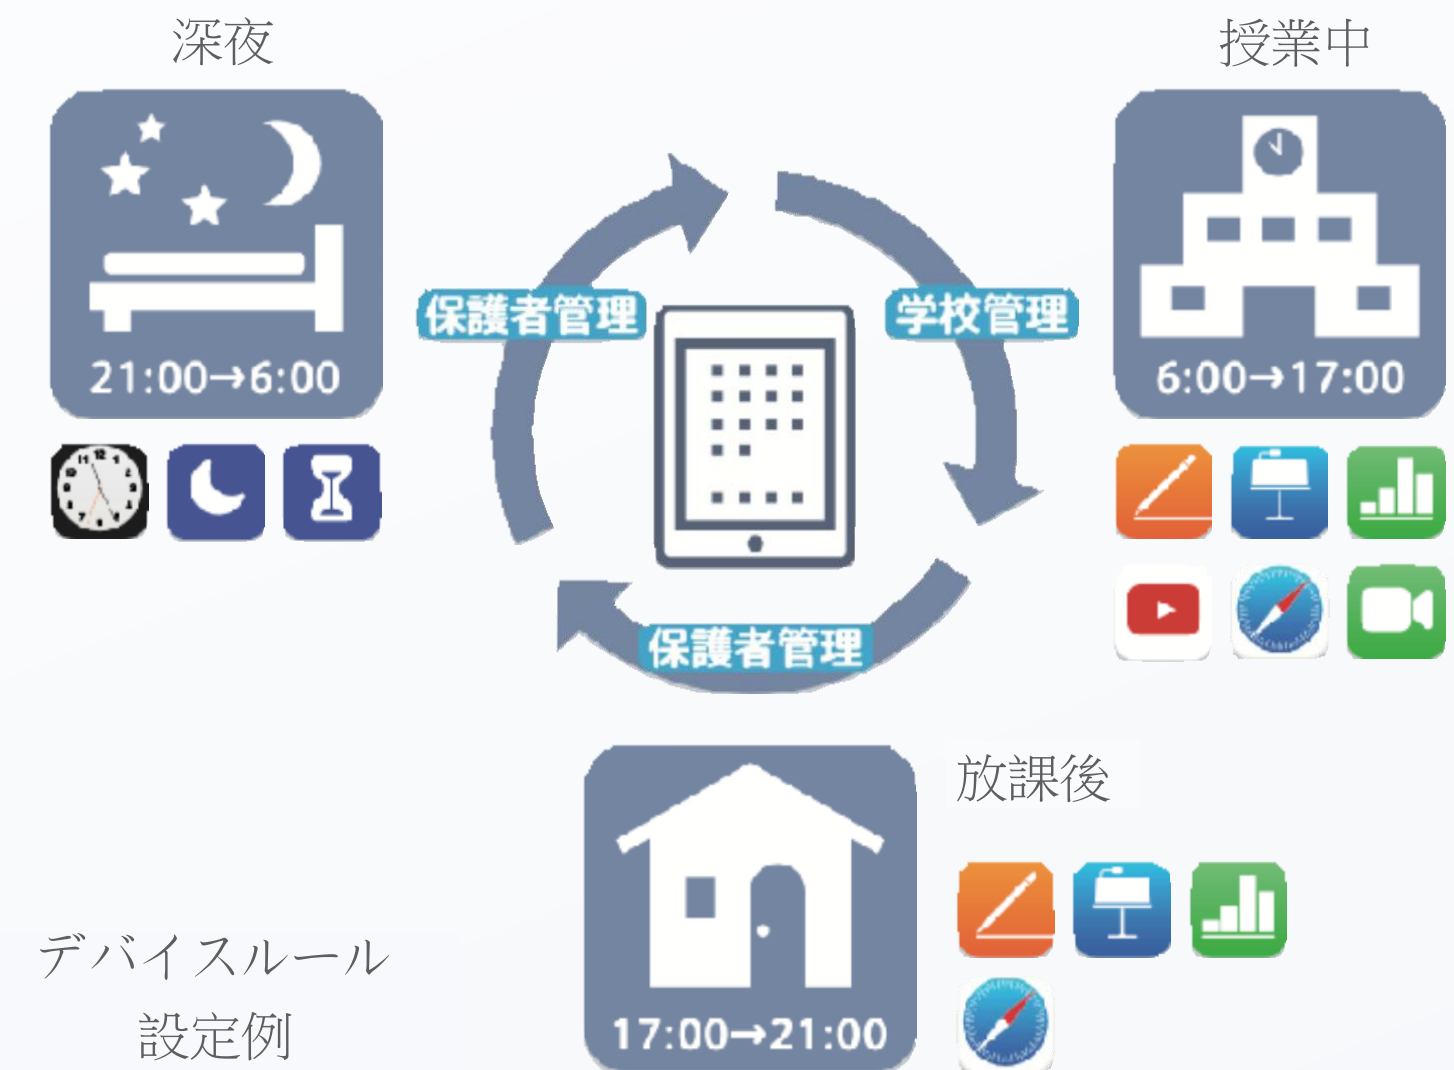 深夜
授業中
21:00→6:00
保護者管理
学校管理
6:00→17:00
保護者管理
放課後
17:00→21:00
デバイスルール
設定例